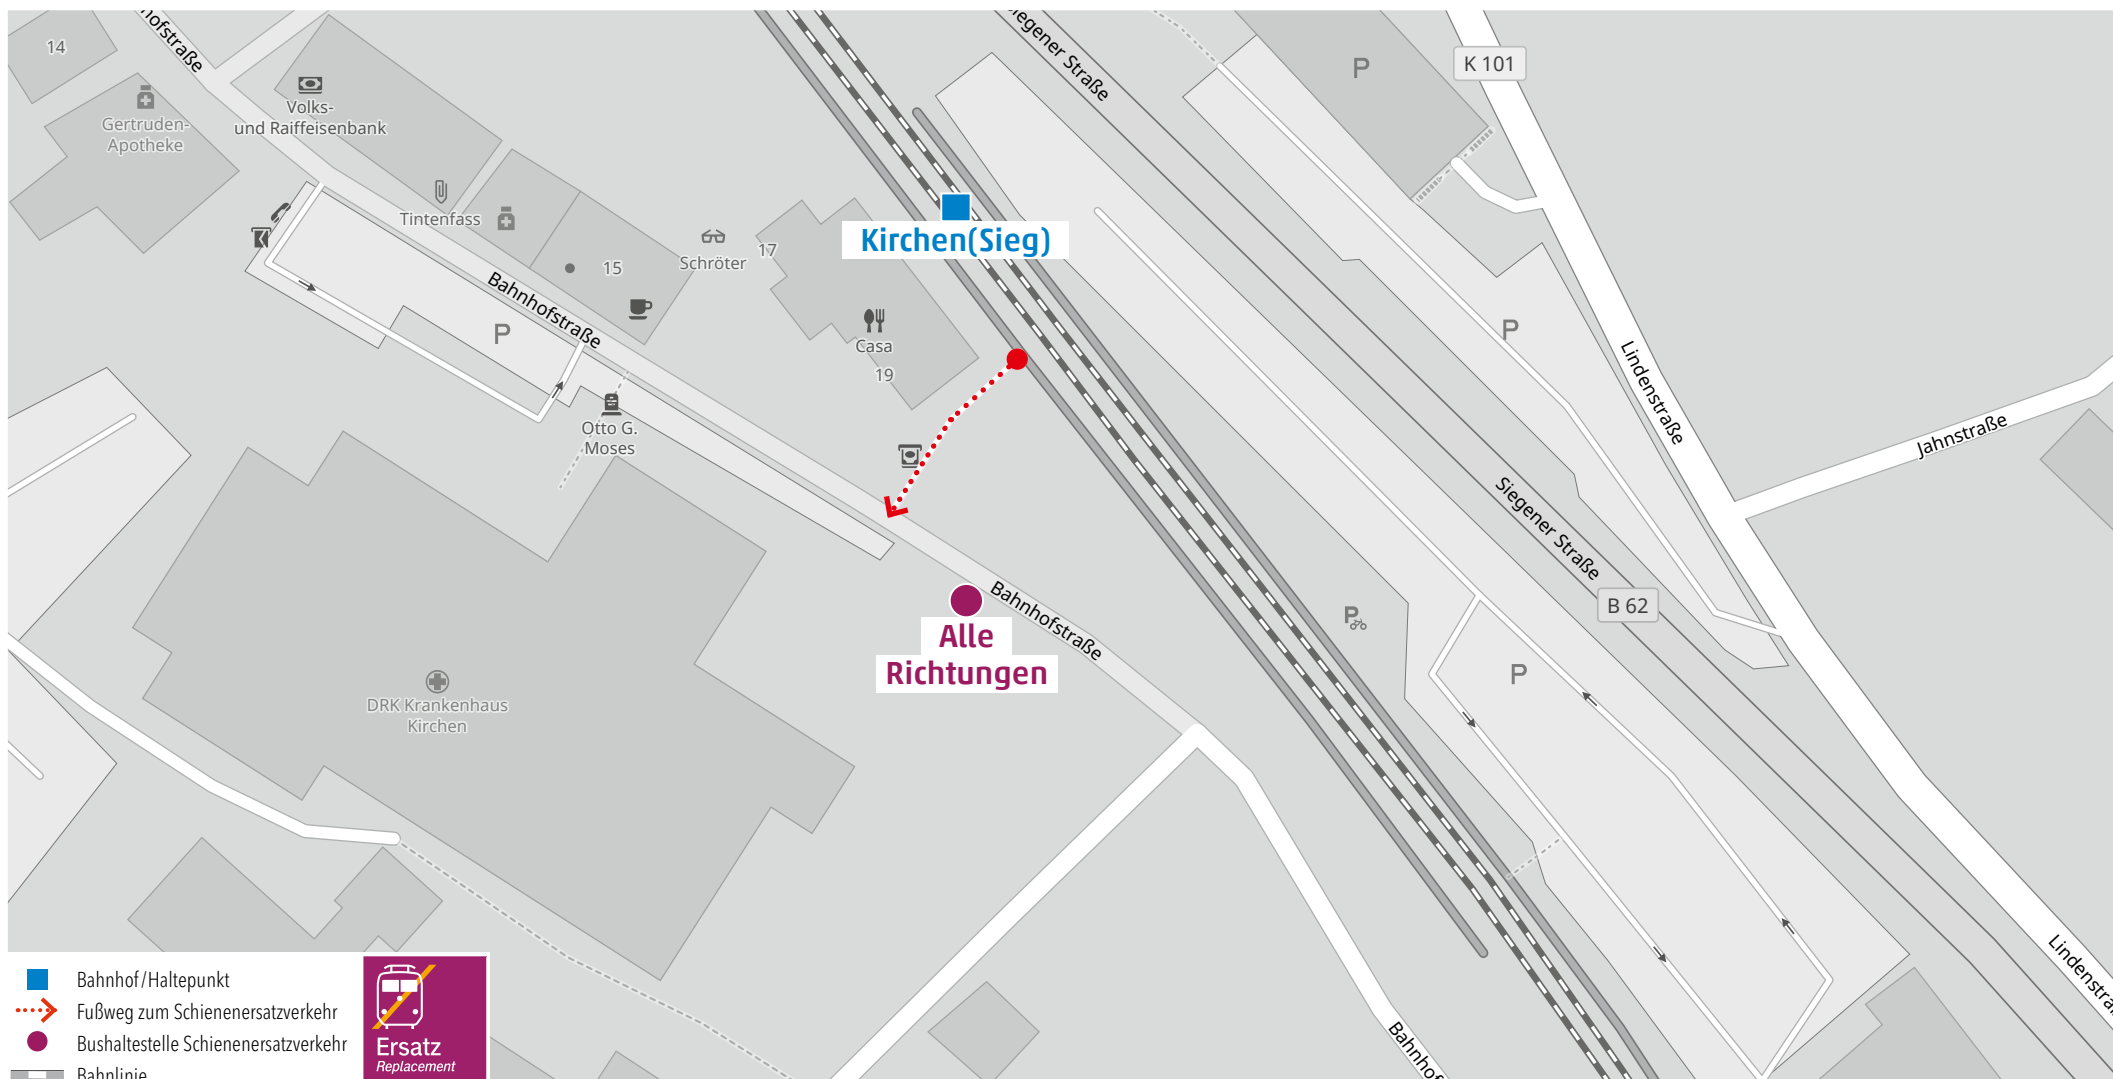 14
Gertruden-
Apotheke
hofstraße
Volks-
und Raiffeisenbank
Tintenfass
15
Schröter
17
Casa
19
Bahnhofstraße
P
Otto G.
Moses
Kirchen(Sieg)
Siegener Straße
P
K 101
P
Lindenstraße
Jahnstraße
Siegener Straße
B 62
P
P
Alle
Richtungen
Bahnhofstraße
DRK Krankenhaus
Kirchen
Lindenstraß
Bahnhof
Bahnhof/Haltepunkt
Fußweg zum Schienenersatzverkehr
Bushaltestelle Schienenersatzverkehr
Bahnlinie
Ersatz
Replacement